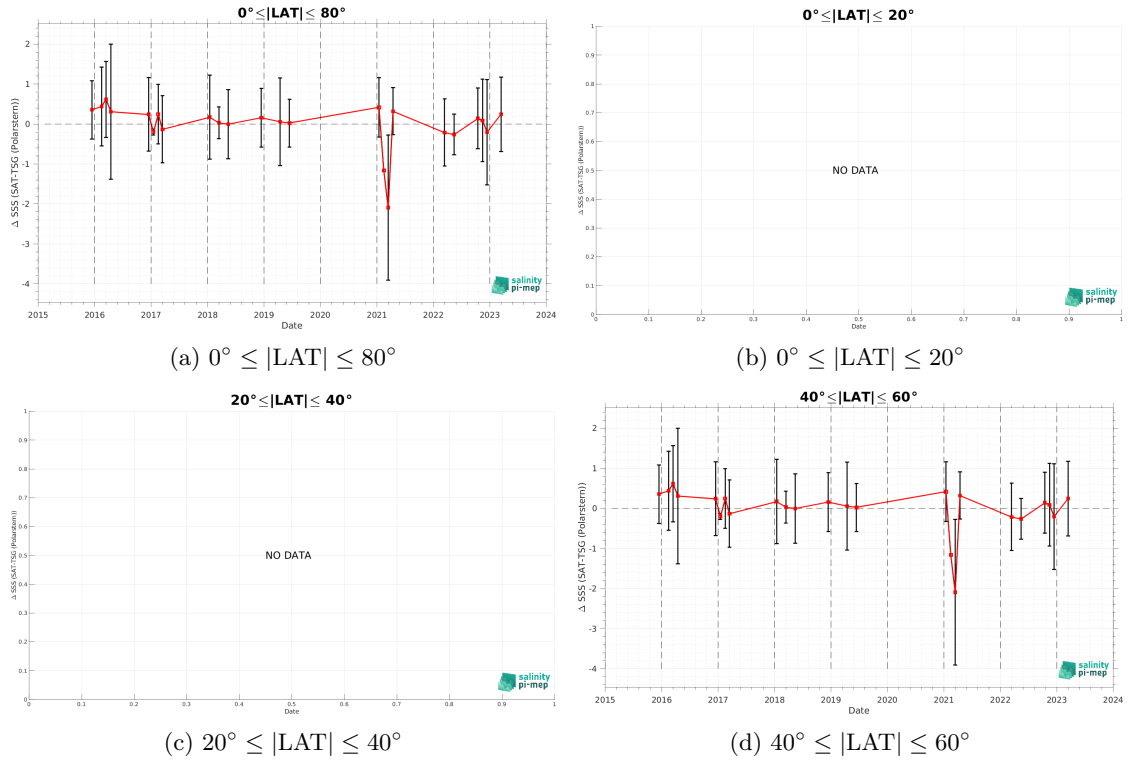 0°≤|LAT|≤ 80°
Δ SSS (SAT-TSG (Polarstern))
2
1
0
-1
-2
-3
-4
2015 2016 2017 2018 2019 2020 2021 2022 2023 2024
Date
salinity
pi-mep
(a) 0° ≤ |LAT| ≤ 80°
0°≤|LAT|≤ 20°
Δ SSS (SAT-TSG (Polarstern))
1
0.9
0.8
0.7
0.6
0.5
0.4
0.3
0.2
0.1
0
NO DATA
0 0.1 0.2 0.3 0.4 0.5 0.6 0.7 0.8 0.9 1
Date
salinity
pi-mep
(b) 0° ≤ |LAT| ≤ 20°
20°≤|LAT|≤ 40°
Δ SSS (SAT-TSG (Polarstern))
1
0.9
0.8
0.7
0.6
0.5
0.4
0.3
0.2
0.1
0
NO DATA
0 0.1 0.2 0.3 0.4 0.5 0.6 0.7 0.8 0.9 1
Date
salinity
pi-mep
(c) 20° ≤ |LAT| ≤ 40°
40°≤|LAT|≤ 60°
Δ SSS (SAT-TSG (Polarstern))
2
1
0
-1
-2
-3
-4
2015 2016 2017 2018 2019 2020 2021 2022 2023 2024
Date
salinity
pi-mep
(d) 40° ≤ |LAT| ≤ 60°